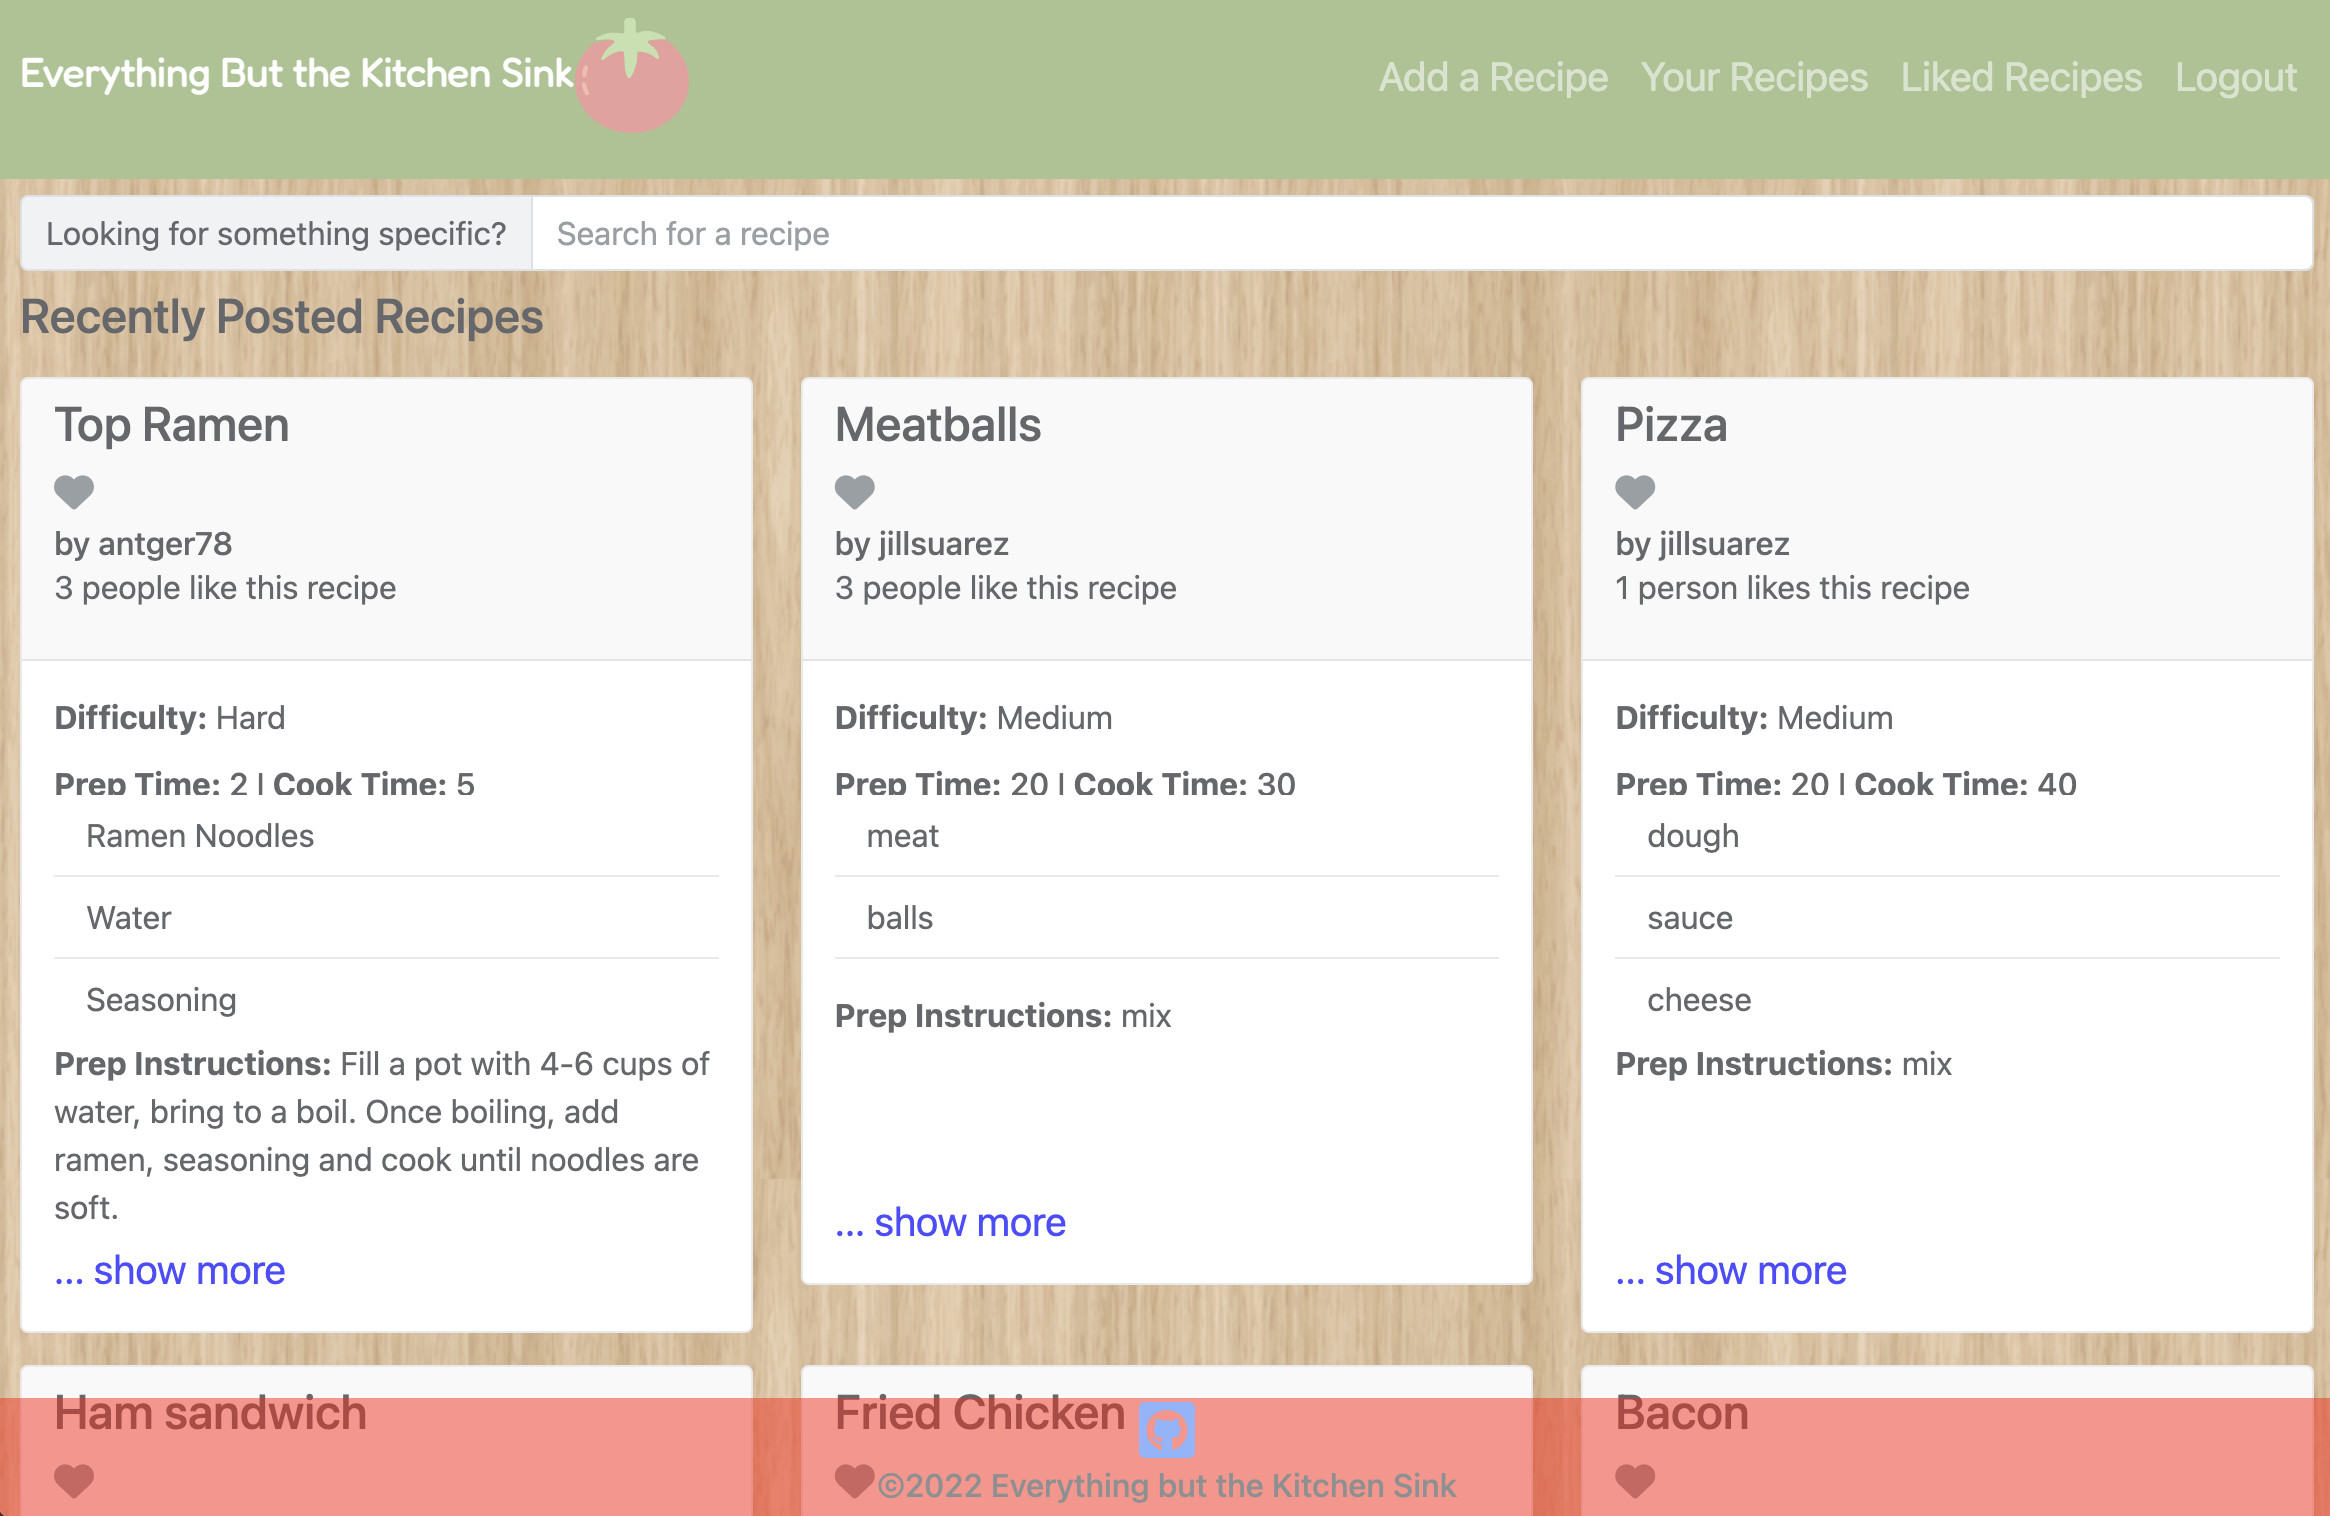 Everything But the Kitchen Sink
Add a Recipe Your Recipes Liked Recipes Logout
Looking for something specific? Search for a recipe
Recently Posted Recipes
Top Ramen
by antger78
3 people like this recipe
Difficulty: Hard
Prep Time: 2 | Cook Time: 5
Ramen Noodles
Water
Seasoning
Prep Instructions: Fill a pot with 4-6 cups of
water, bring to a boil. Once boiling, add
ramen, seasoning and cook until noodles are
soft.
... show more
Meatballs
by jillsuarez
3 people like this recipe
Difficulty: Medium
Prep Time: 20 | Cook Time: 30
meat
balls
Prep Instructions: mix
... show more
Pizza
by jillsuarez
1 person likes this recipe
Difficulty: Medium
Prep Time: 20 | Cook Time: 40
dough
sauce
cheese
Prep Instructions: mix
... show more
Ham sandwich
Fried Chicken
Bacon
©2022 Everything but the Kitchen Sink